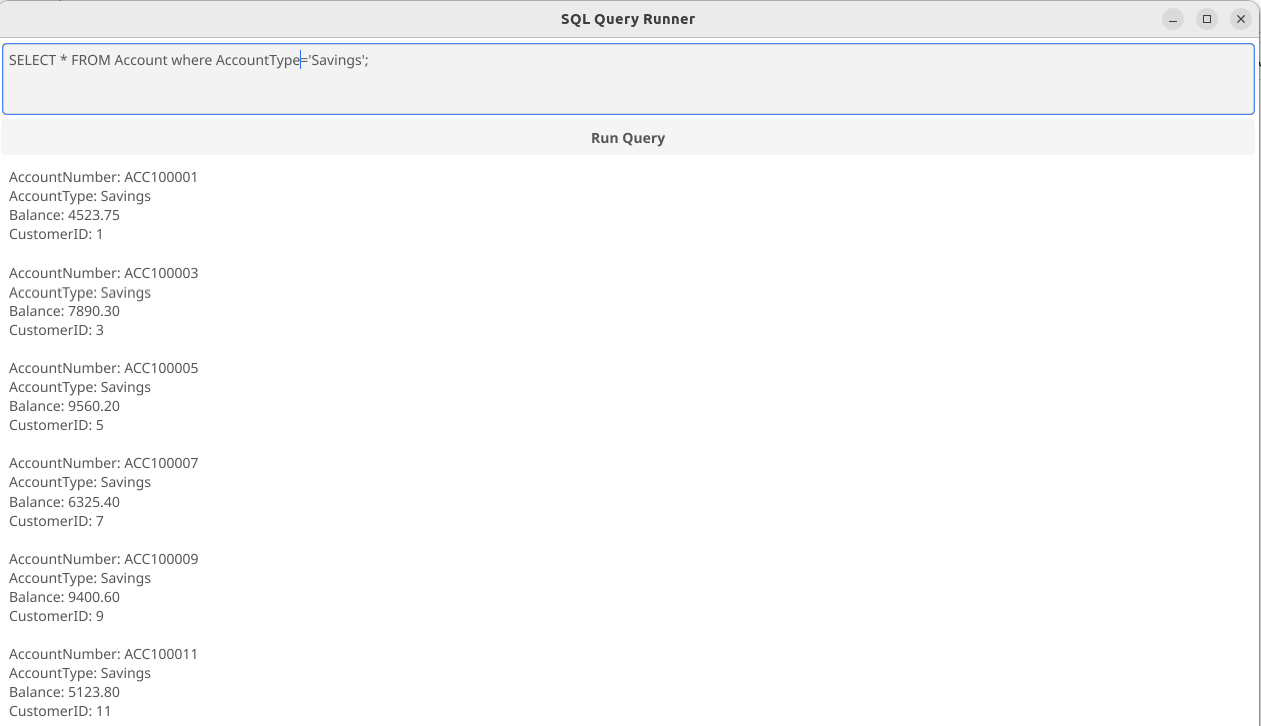 SQL Query Runner
SELECT * FROM Account where AccountType='Savings';
Run Query
AccountNumber: ACC100001
AccountType: Savings
Balance: 4523.75
CustomerID: 1
AccountNumber: ACC100003
AccountType: Savings
Balance: 7890.30
CustomerID: 3
AccountNumber: ACC100005
AccountType: Savings
Balance: 9560.20
CustomerID: 5
AccountNumber: ACC100007
AccountType: Savings
Balance: 6325.40
CustomerID: 7
AccountNumber: ACC100009
AccountType: Savings
Balance: 9400.60
CustomerID: 9
AccountNumber: ACC100011
AccountType: Savings
Balance: 5123.80
CustomerID: 11